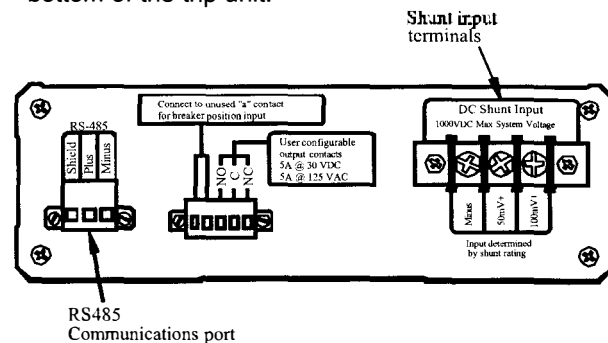 bottom of the trip unit.
Shunt input
terminals
RS-485
Shield
Plus
Minus
Connect to unused "a" contact
for breaker position input
NO
C
NC
User configurable
output contacts
5A @ 30 VDC
5A @ 125 VAC
DC Shunt Input
1000VDC Max System Voltage
Minus
50mV+
100mV+
Input determined
by shunt rating
RS485
Communications port